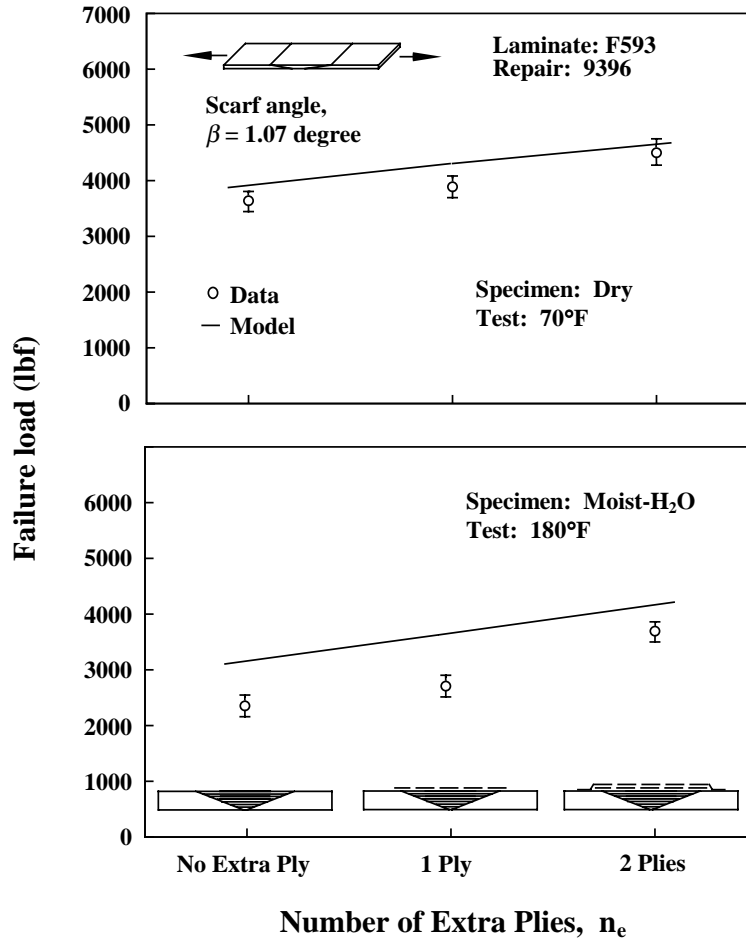 7000
6000
5000
4000
3000
2000
1000
0
Laminate: F593
Repair: 9396
Scarf angle,
β = 1.07 degree
Data
Model
Specimen: Dry
Test: 70°F
Failure load (lbf)
6000
5000
4000
3000
2000
1000
0
Specimen: Moist-H₂O
Test: 180°F
No Extra Ply
1 Ply
2 Plies
Number of Extra Plies, nₑ